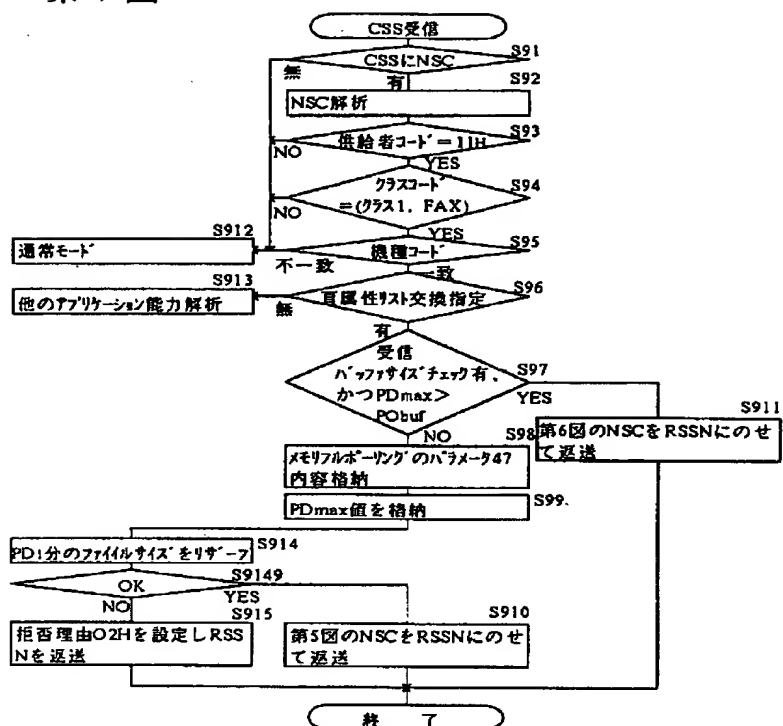 CSS受信
S91
CSSにNSC
無
有
S92
NSC解析
S93
供給者コード=11H
NO
YES
S94
クラスコード
=(クラス1. FAX)
NO
YES
S912
通常モード
S95
機種コード
不一致
一致
S913
他のアプリケーション能力解析
S96
頁属性リスト交換指定
無
有
受信
バッファサイズチェック有、
かつPDmax>
PObuf
S97
YES
NO
S911
第6図のNSCをRSSNにのせ
て返送
S98
メモリフルポーリングのパラメータ47
内容格納
S99.
PDmax値を格納
S914
PD1分のファイルサイズをリザーブ
S9149
OK
NO
YES
S915
拒否理由02Hを設定しRSS
Nを返送
S910
第5図のNSCをRSSNにのせ
て返送
終 了